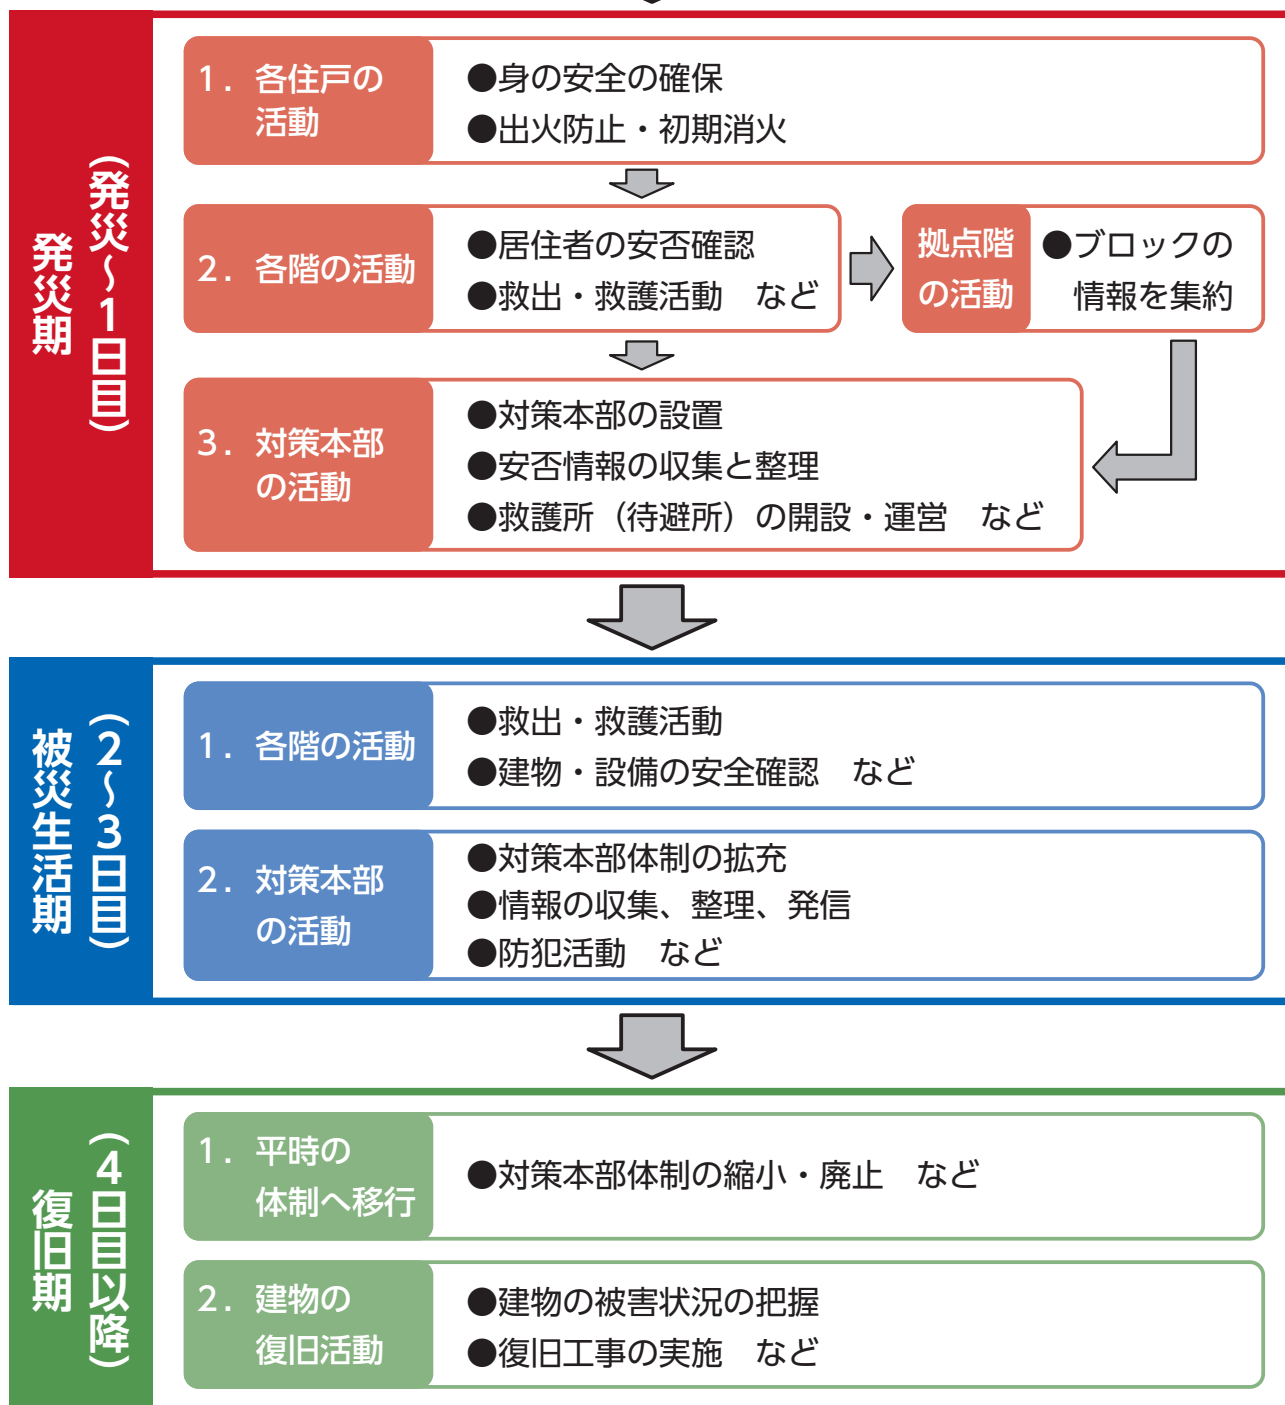 発災期
（発災～1日目）
1．各住戸の
活動
●身の安全の確保
●出火防止・初期消火
2．各階の活動
●居住者の安否確認
●救出・救護活動　など
拠点階
の活動
●ブロックの
情報を集約
3．対策本部
の活動
●対策本部の設置
●安否情報の収集と整理
●救護所（待避所）の開設・運営　など
被災生活期
（2～3日目）
1．各階の活動
●救出・救護活動
●建物・設備の安全確認　など
2．対策本部
の活動
●対策本部体制の拡充
●情報の収集、整理、発信
●防犯活動　など
復旧期
（4日目以降）
1．平時の
体制へ移行
●対策本部体制の縮小・廃止　など
2．建物の
復旧活動
●建物の被害状況の把握
●復旧工事の実施　など